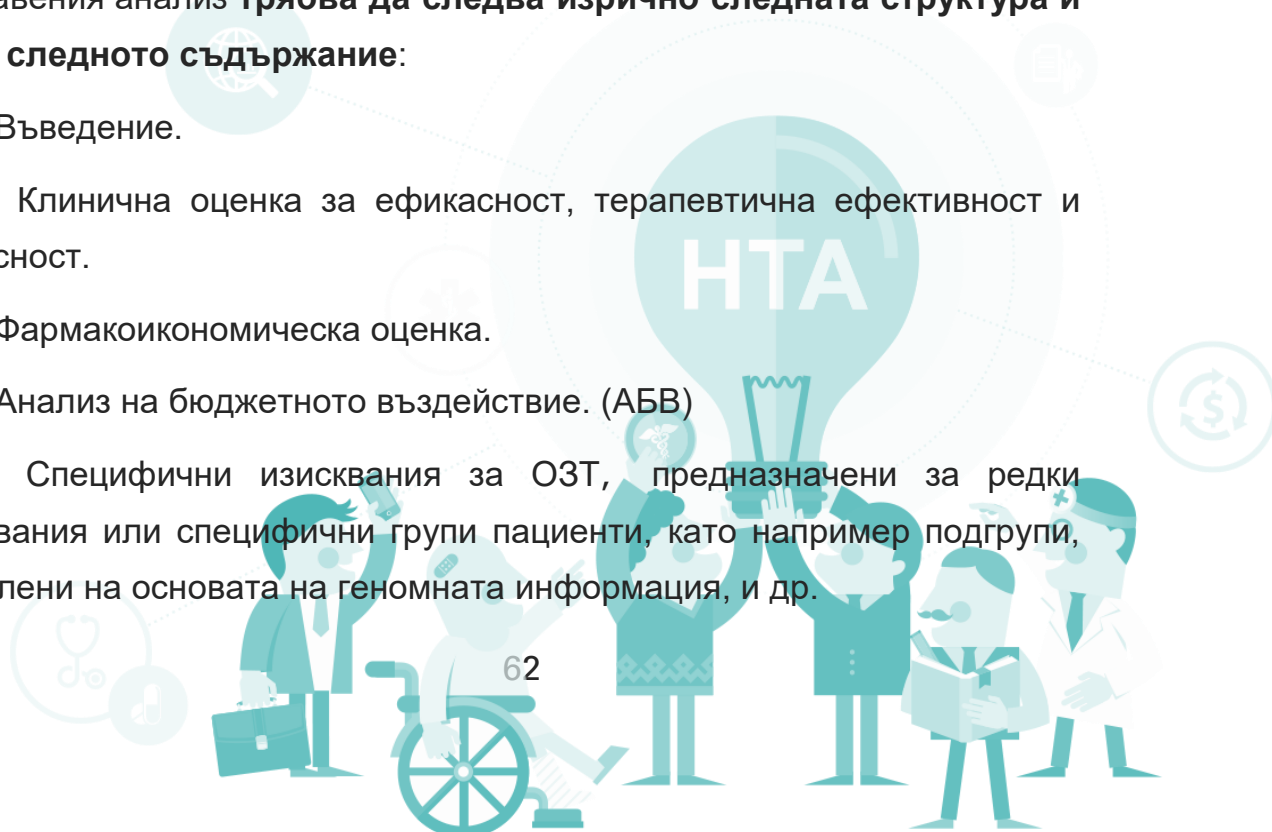 авения анализ трябва да следва изрично следната структура и
следното съдържание:
Въведение.
Клинична оценка за ефикасност, терапевтична ефективност и
сност.
Фармакоикономическа оценка.
HTA
Анализ на бюджетното въздействие. (АБВ)
Специфични изисквания за ОЗТ, предназначени за редки
вания или специфични групи пациенти, като например подгрупи,
лени на основата на геномната информация, и др.
62